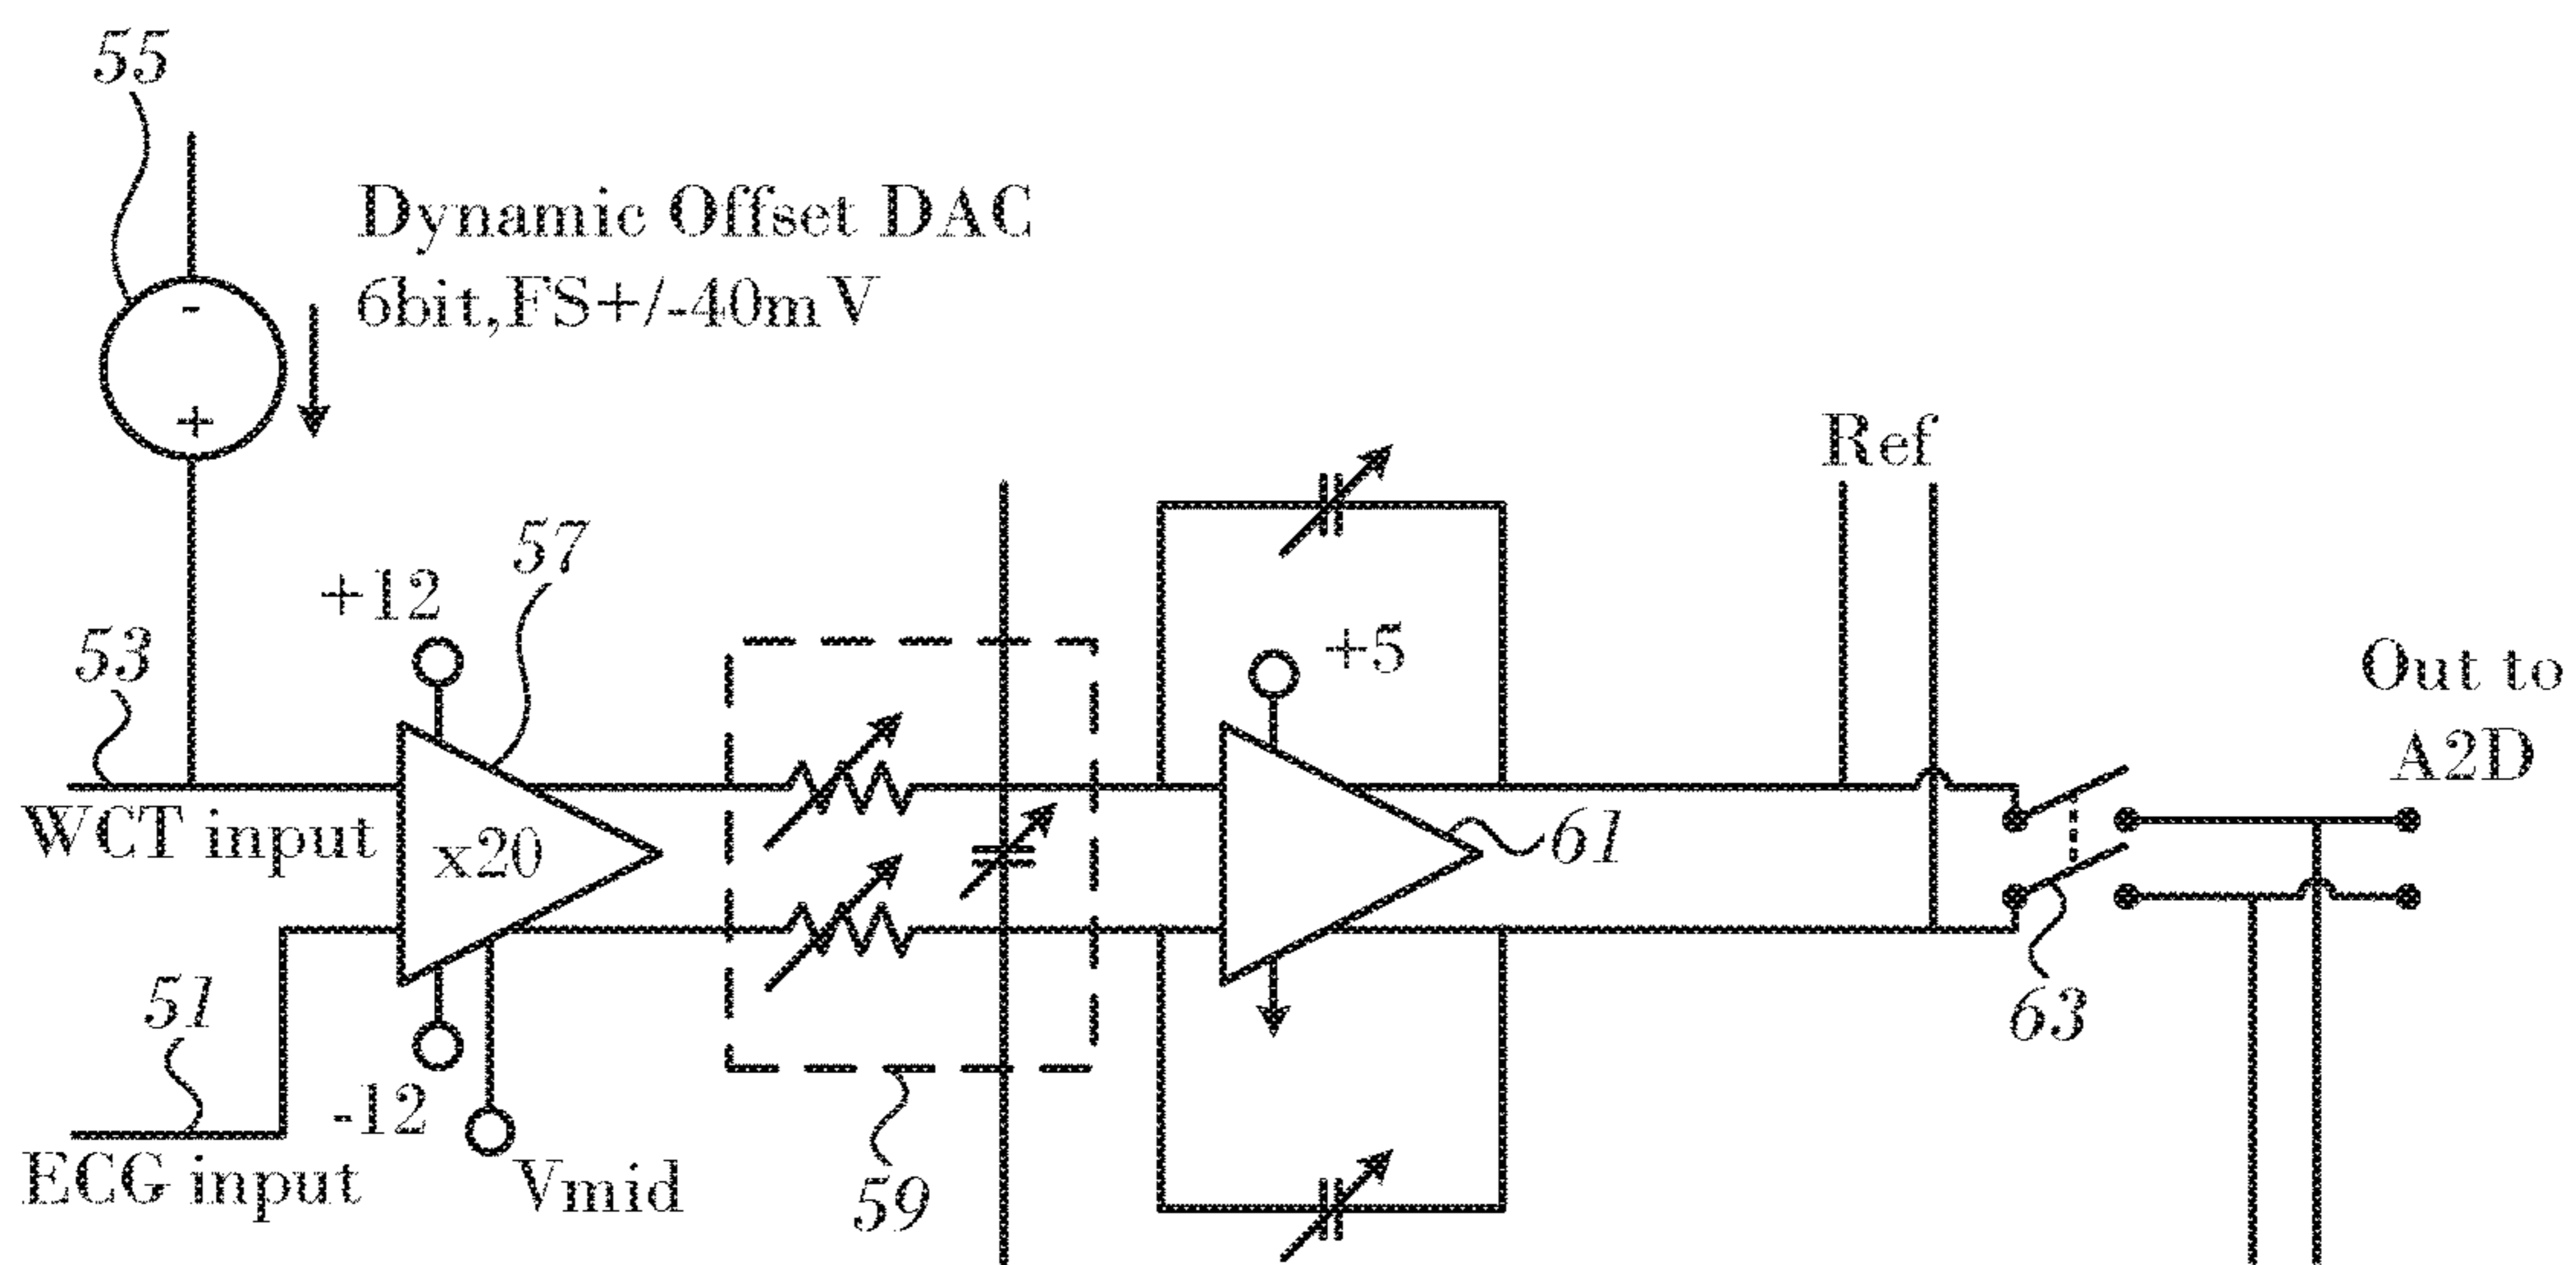 55
Dynamic Offset DAC
6bit,FS+/-40mV
-
+
Ref
57
+12
53
+5
Out to
A2D
WCT input
x20
61
51
63
-12
ECG input
Vmid
59